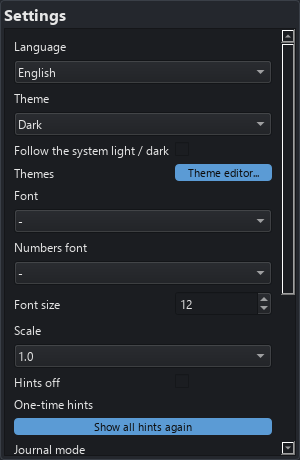 Settings
Language
English
Theme
Dark
Follow the system light / dark
Themes Theme editor...
Font
-
Numbers font
-
Font size 12
Scale
1.0
Hints off
One-time hints
Show all hints again
Journal mode